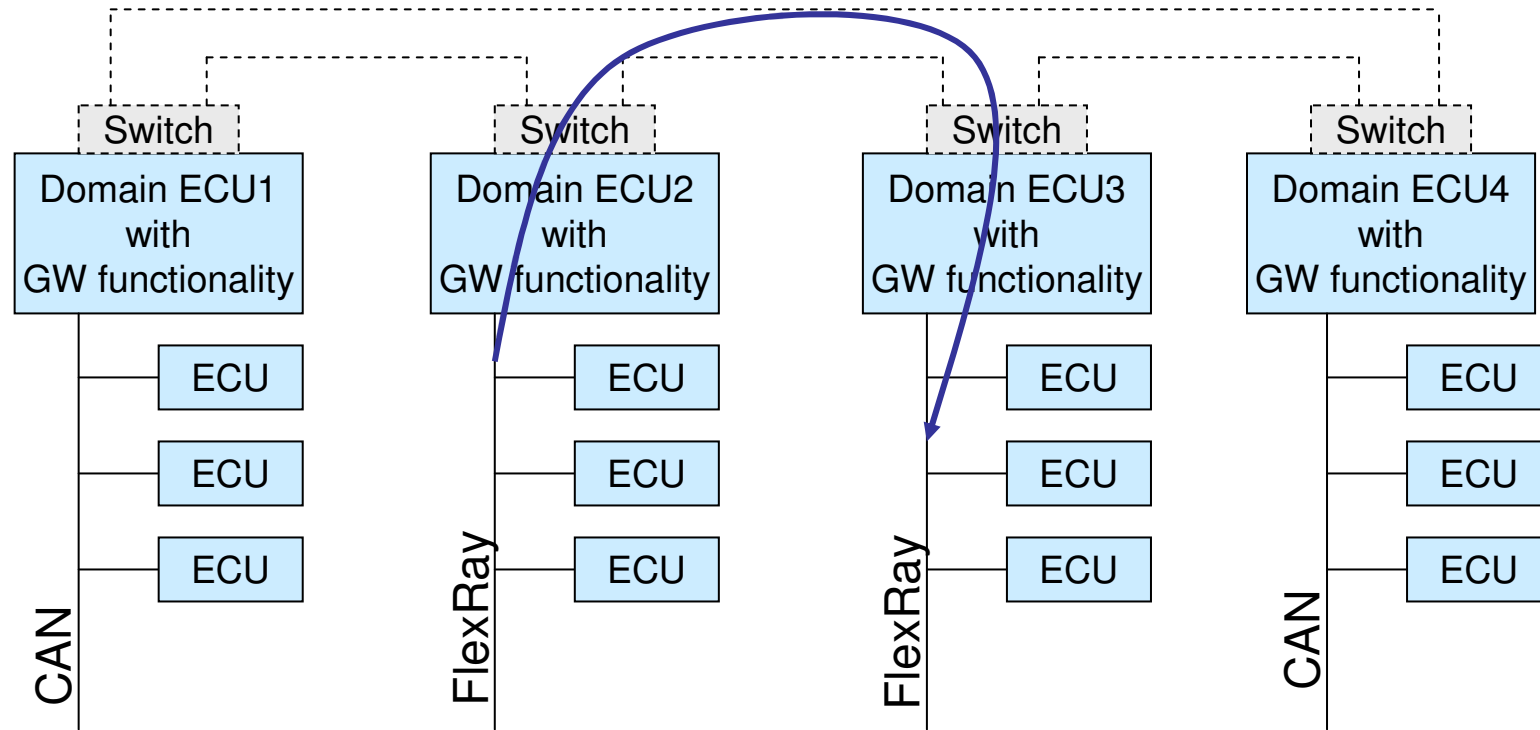 Switch
Domain ECU1
with
GW functionality
ECU
ECU
ECU
CAN
Switch
Domain ECU2
with
GW functionality
ECU
ECU
ECU
FlexRay
Switch
Domain ECU3
with
GW functionality
ECU
ECU
ECU
FlexRay
Switch
Domain ECU4
with
GW functionality
ECU
ECU
ECU
CAN